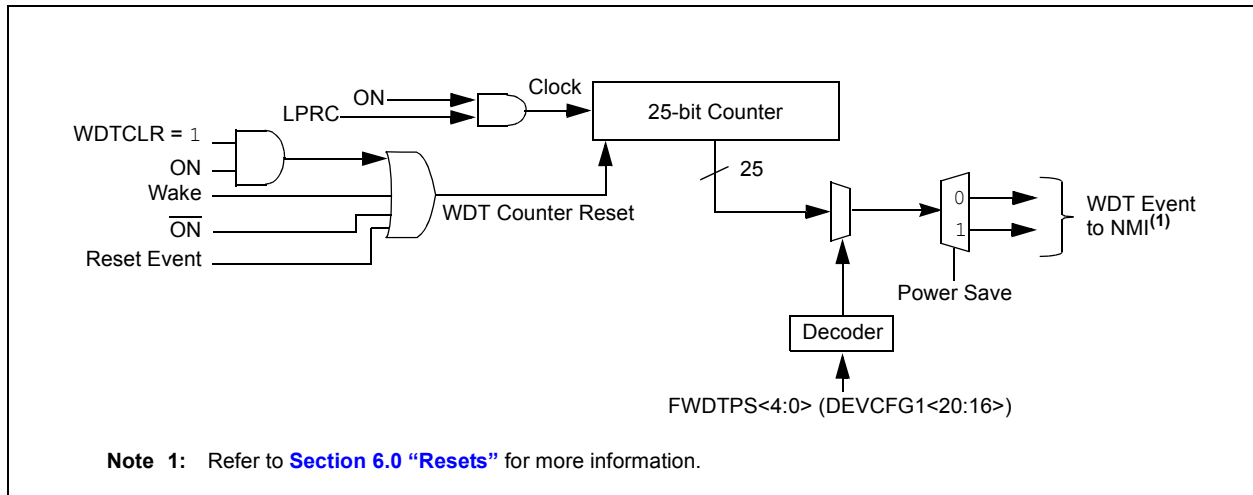 ON
Clock
LPRC
25-bit Counter
WDTCLR = 1
ON
Wake
25
WDT Counter Reset
0
1
WDT Event
to NMI(1)
O̅N̅
Reset Event
Power Save
Decoder
FWDTPS<4:0> (DEVCFG1<20:16>)
Note 1: Refer to Section 6.0 “Resets” for more information.